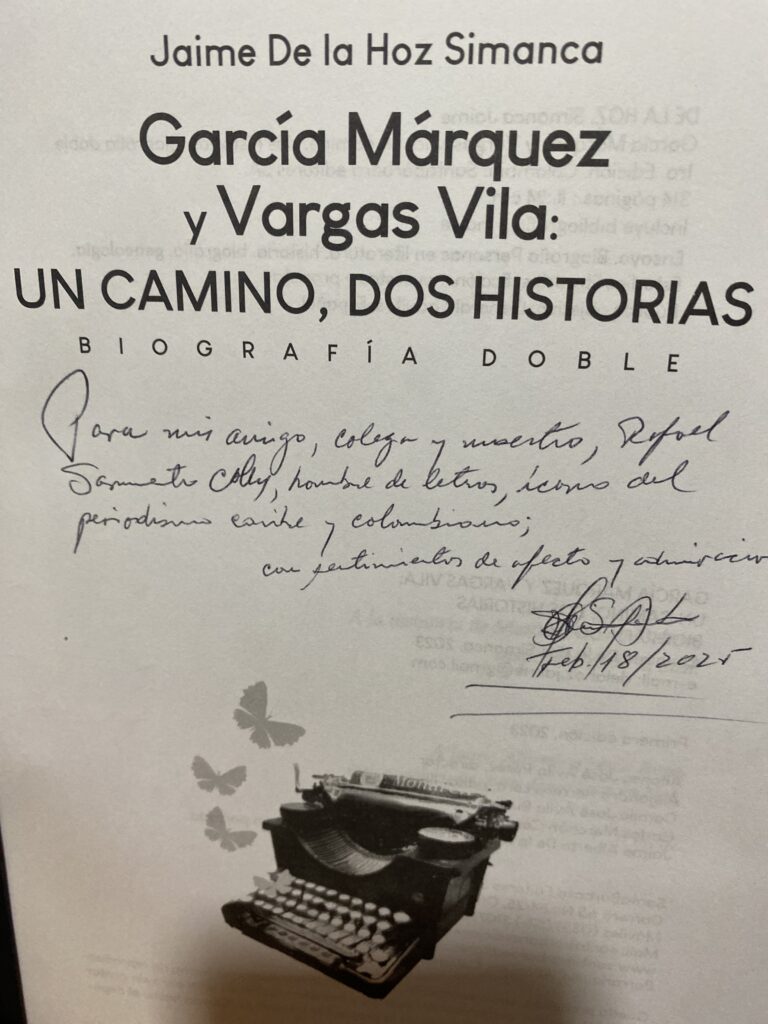 Jaime De la Hoz Simanca
García Márquez
y Vargas Vila:
UN CAMINO, DOS HISTORIAS
BIOGRAFÍA DOBLE
Para mi amigo, colega y maestro, Rafael
Sarmiento Coley, hombre de letras, ícono del
periodismo caribe y colombiano;
con sentimientos de afecto y admiración
Feb/18/2025